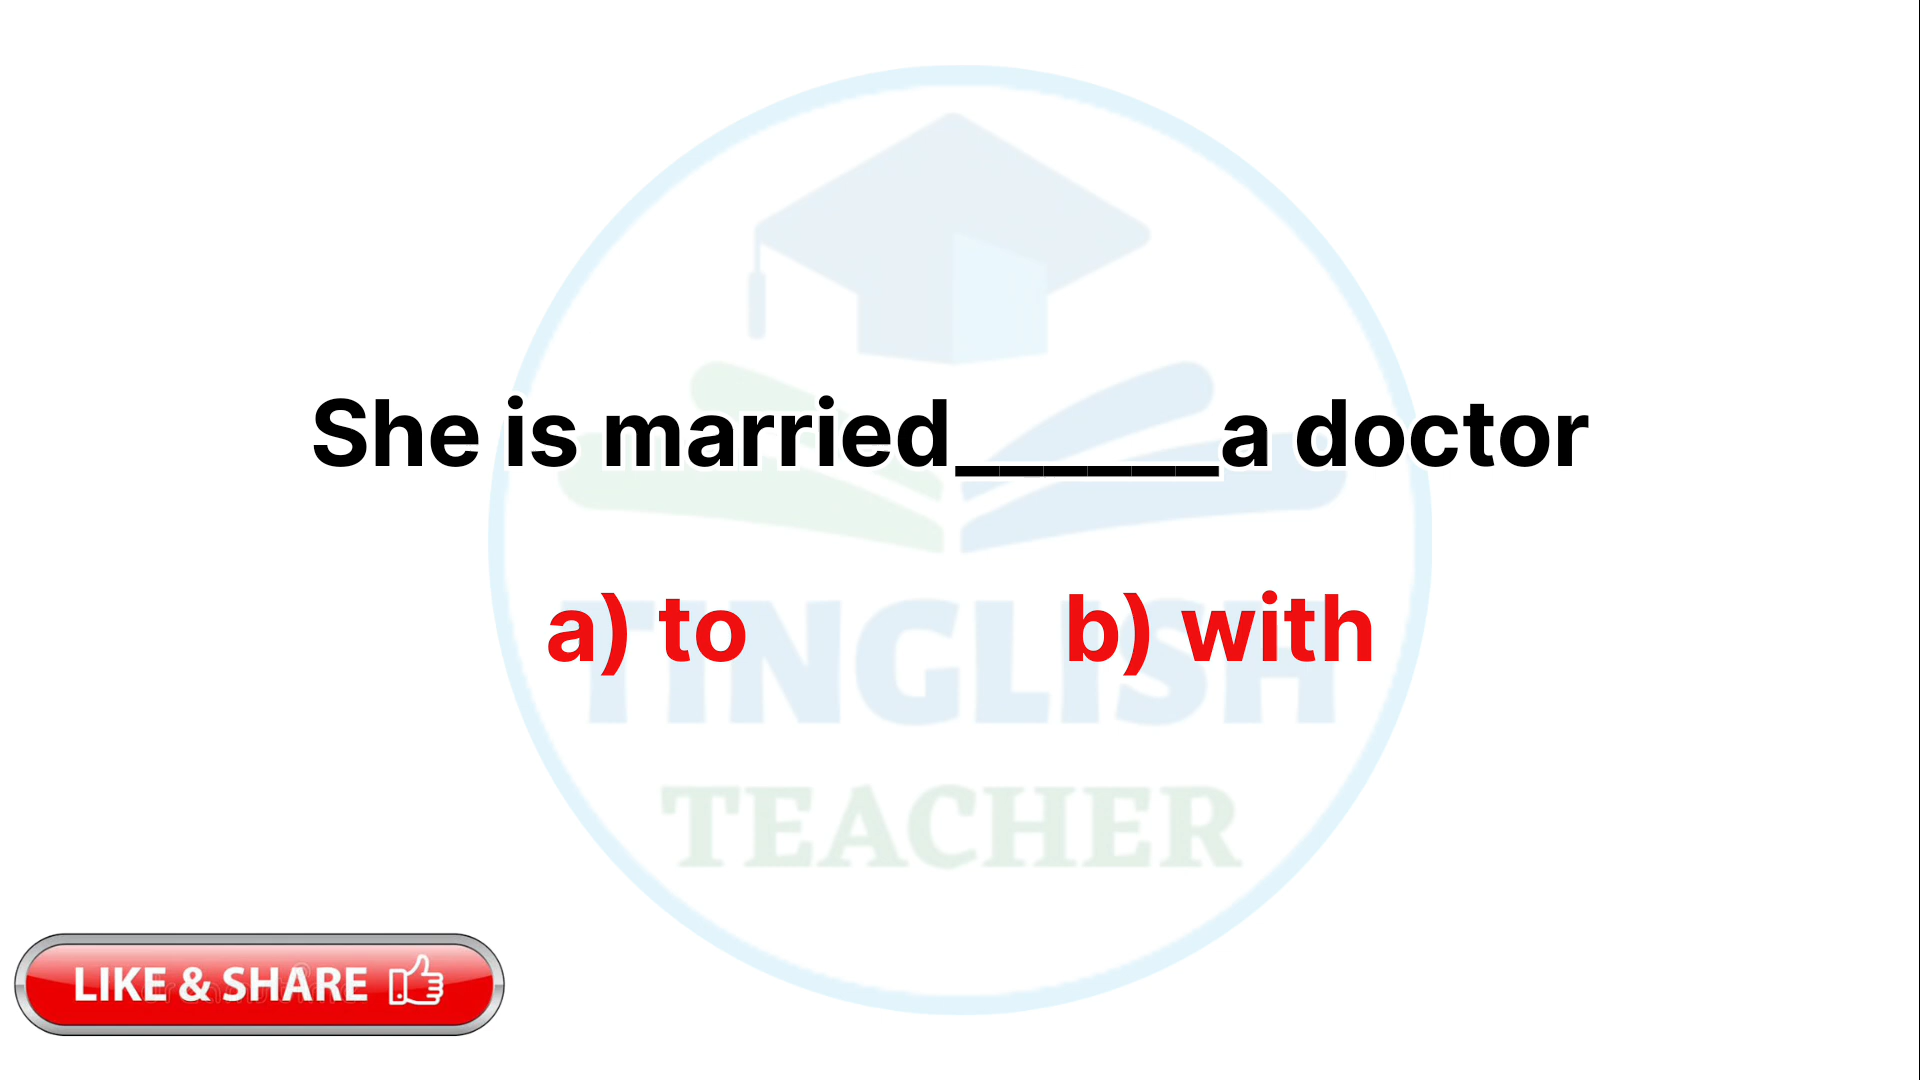 She is married______a doctor
a) to b) with
TINGLISH
TEACHER
LIKE & SHARE